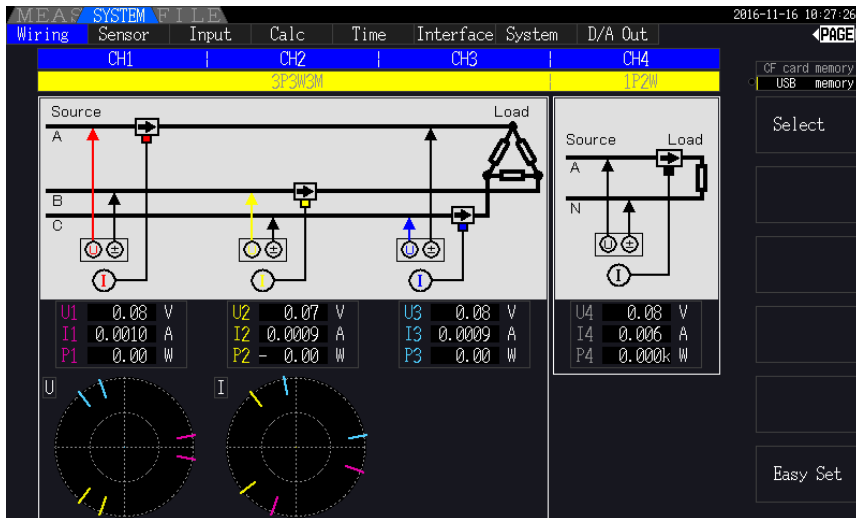 MEAS SYSTEM FILE 2016-11-16 10:27:26
Wiring Sensor Input Calc Time Interface System D/A Out PAGE
CH1 CH2 CH3 CH4
3P3W3M 1P2W
CF card memory
USB memory
Select
Source Load
A
B
C
U ± U ± U ±
I I I
Source Load
A
N
U ±
I
U1 0.08 V U2 0.07 V U3 0.08 V U4 0.08 V
I1 0.0010 A I2 0.0009 A I3 0.0009 A I4 0.006 A
P1 0.00 W P2 - 0.00 W P3 0.00 W P4 0.000k W
U I
Easy Set